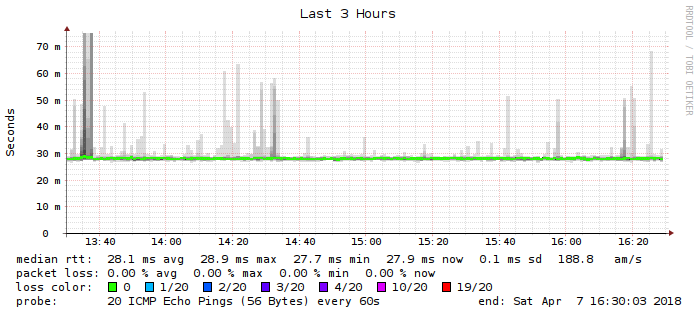 Last 3 Hours
RRDTOOL / TOBI OETIKER
Seconds
70 m
60 m
50 m
40 m
30 m
20 m
10 m
0
13:40 14:00 14:20 14:40 15:00 15:20 15:40 16:00 16:20
median rtt: 28.1 ms avg 28.9 ms max 27.7 ms min 27.9 ms now 0.1 ms sd 188.8 am/s
packet loss: 0.00 % avg 0.00 % max 0.00 % min 0.00 % now
loss color: 0 1/20 2/20 3/20 4/20 10/20 19/20
probe: 20 ICMP Echo Pings (56 Bytes) every 60s end: Sat Apr 7 16:30:03 2018